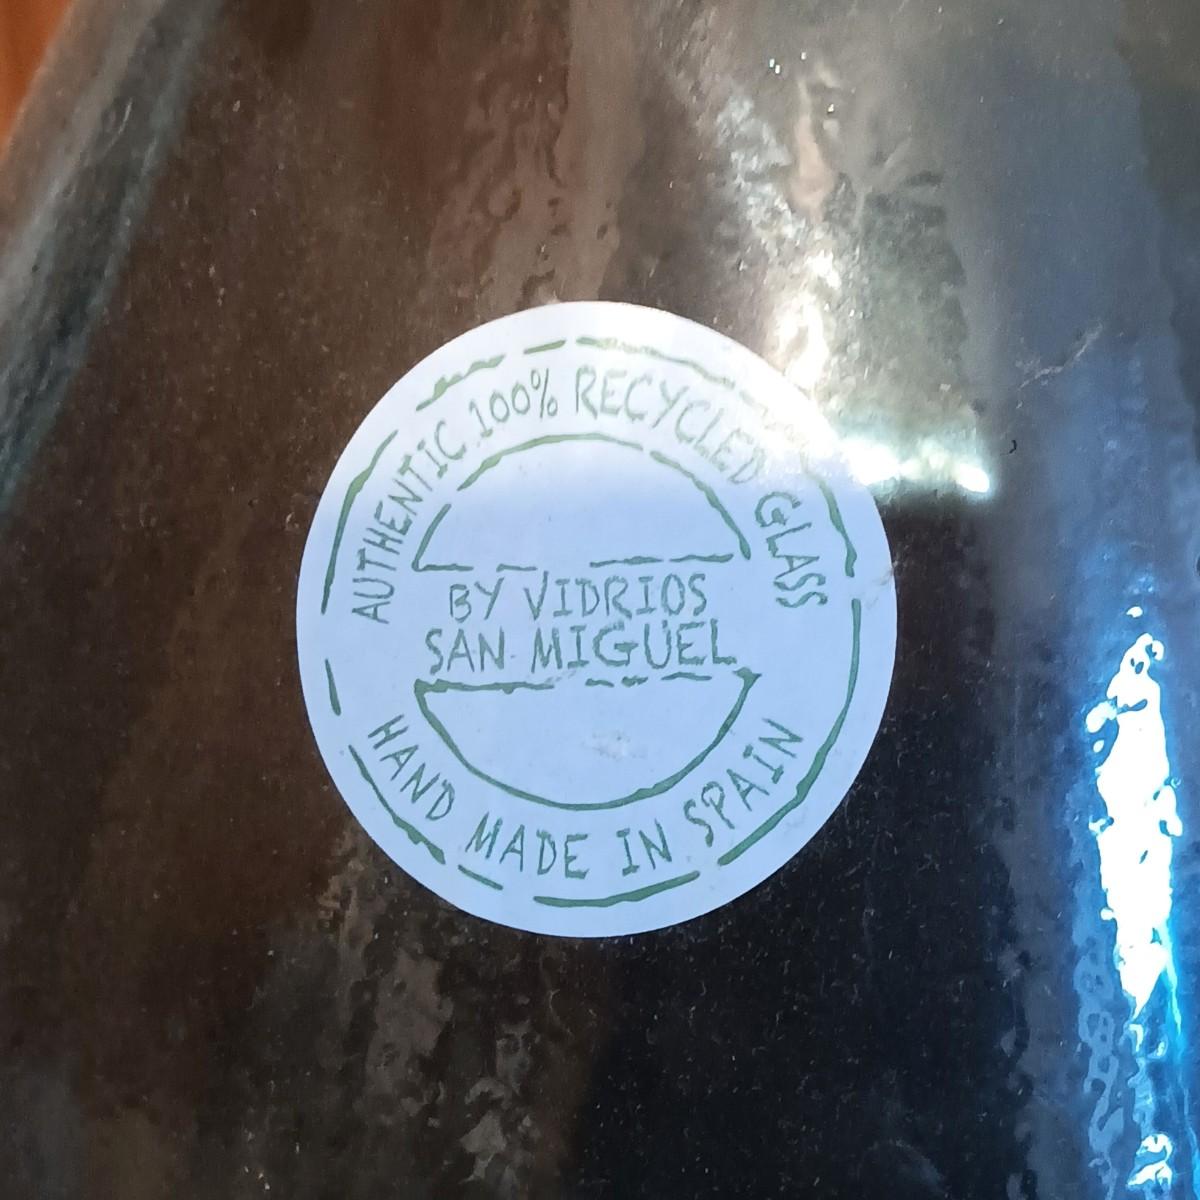 AUTHENTIC 100% RECYCLED GLASS
BY VIDRIOS
SAN MIGUEL
HAND MADE IN SPAIN